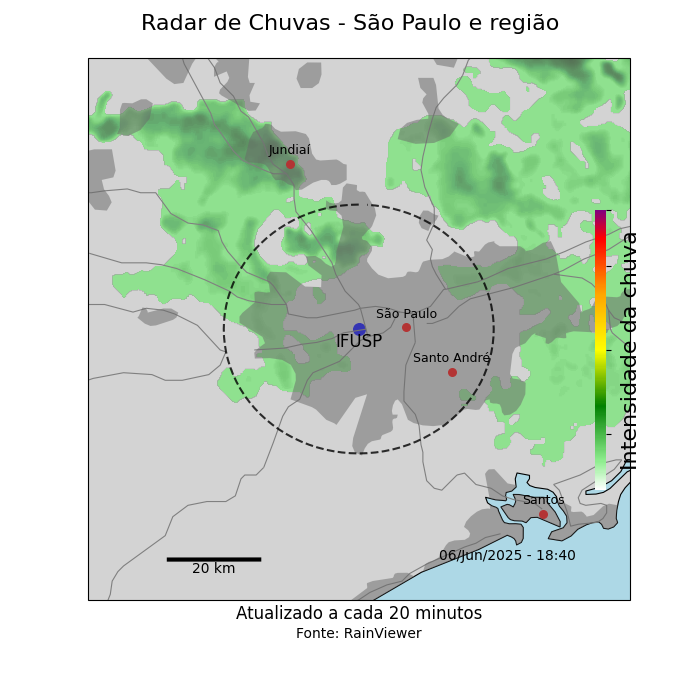 Radar de Chuvas - São Paulo e região
Jundiaí
São Paulo
IFUSP
Santo André
Intensidade da chuva
Santos
06/Jun/2025 - 18:40
20 km
Atualizado a cada 20 minutos
Fonte: RainViewer